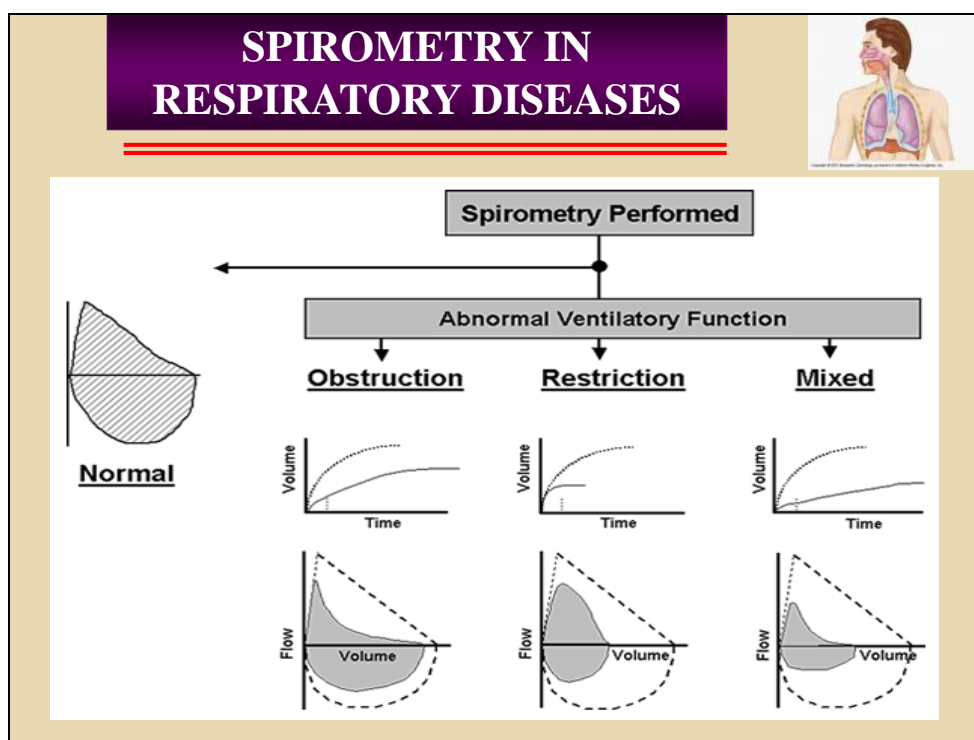 SPIROMETRY IN
RESPIRATORY DISEASES
Spirometry Performed
Abnormal Ventilatory Function
Obstruction
Restriction
Mixed
Normal
Volume
Time
Volume
Time
Volume
Time
Flow
Volume
Flow
Volume
Flow
Volume